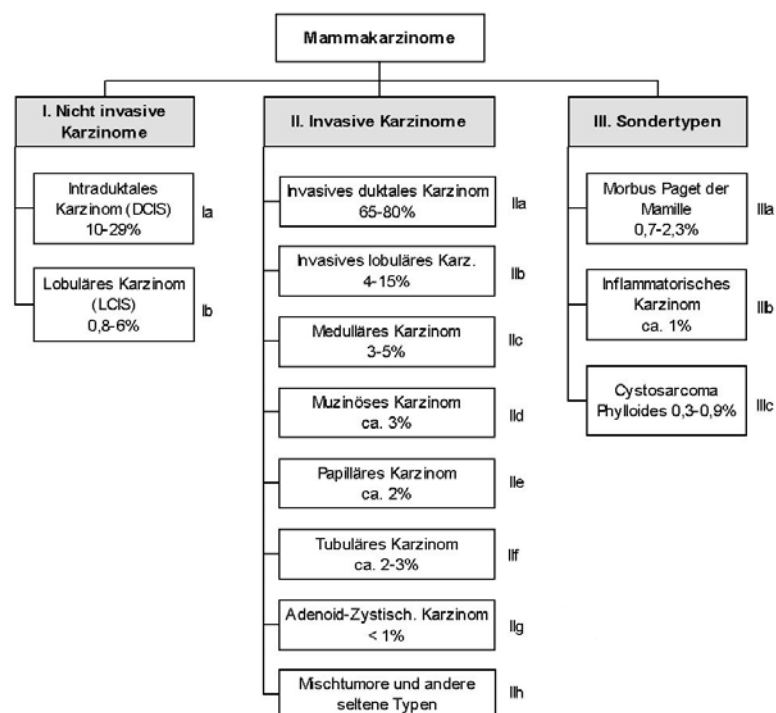 Mammakarzinome
I. Nicht invasive
Karzinome
Intraduktales
Karzinom (DCIS)
10-29%
Ia
Lobuläres Karzinom
(LCIS)
0,8-6%
Ib
II. Invasive Karzinome
Invasives duktales Karzinom
65-80%
IIa
Invasives lobuläres Karz.
4-15%
IIb
Medulläres Karzinom
3-5%
IIc
Muzinöses Karzinom
ca. 3%
IId
Papilläres Karzinom
ca. 2%
IIe
Tubuläres Karzinom
ca. 2-3%
IIf
Adenoid-Zystisch. Karzinom
< 1%
IIg
Mischtumore und andere
seltene Typen
IIh
III. Sondertypen
Morbus Paget der
Mamille
0,7-2,3%
IIIa
Inflammatorisches
Karzinom
ca. 1%
IIIb
Cystosarcoma
Phylloides 0,3-0,9%
IIIc